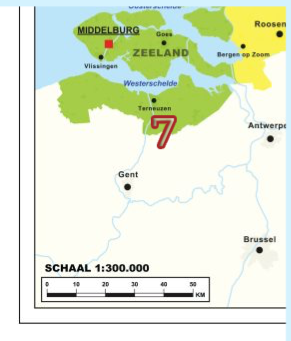 Oosterschelde
Roosen
MIDDELBURG
Goes
ZEELAND
Bergen op Zoom
Vlissingen
Westerschelde
Terneuzen
7
Antwerpe
Gent
Brussel
SCHAAL 1:300.000
0 10 20 30 40 50
KM